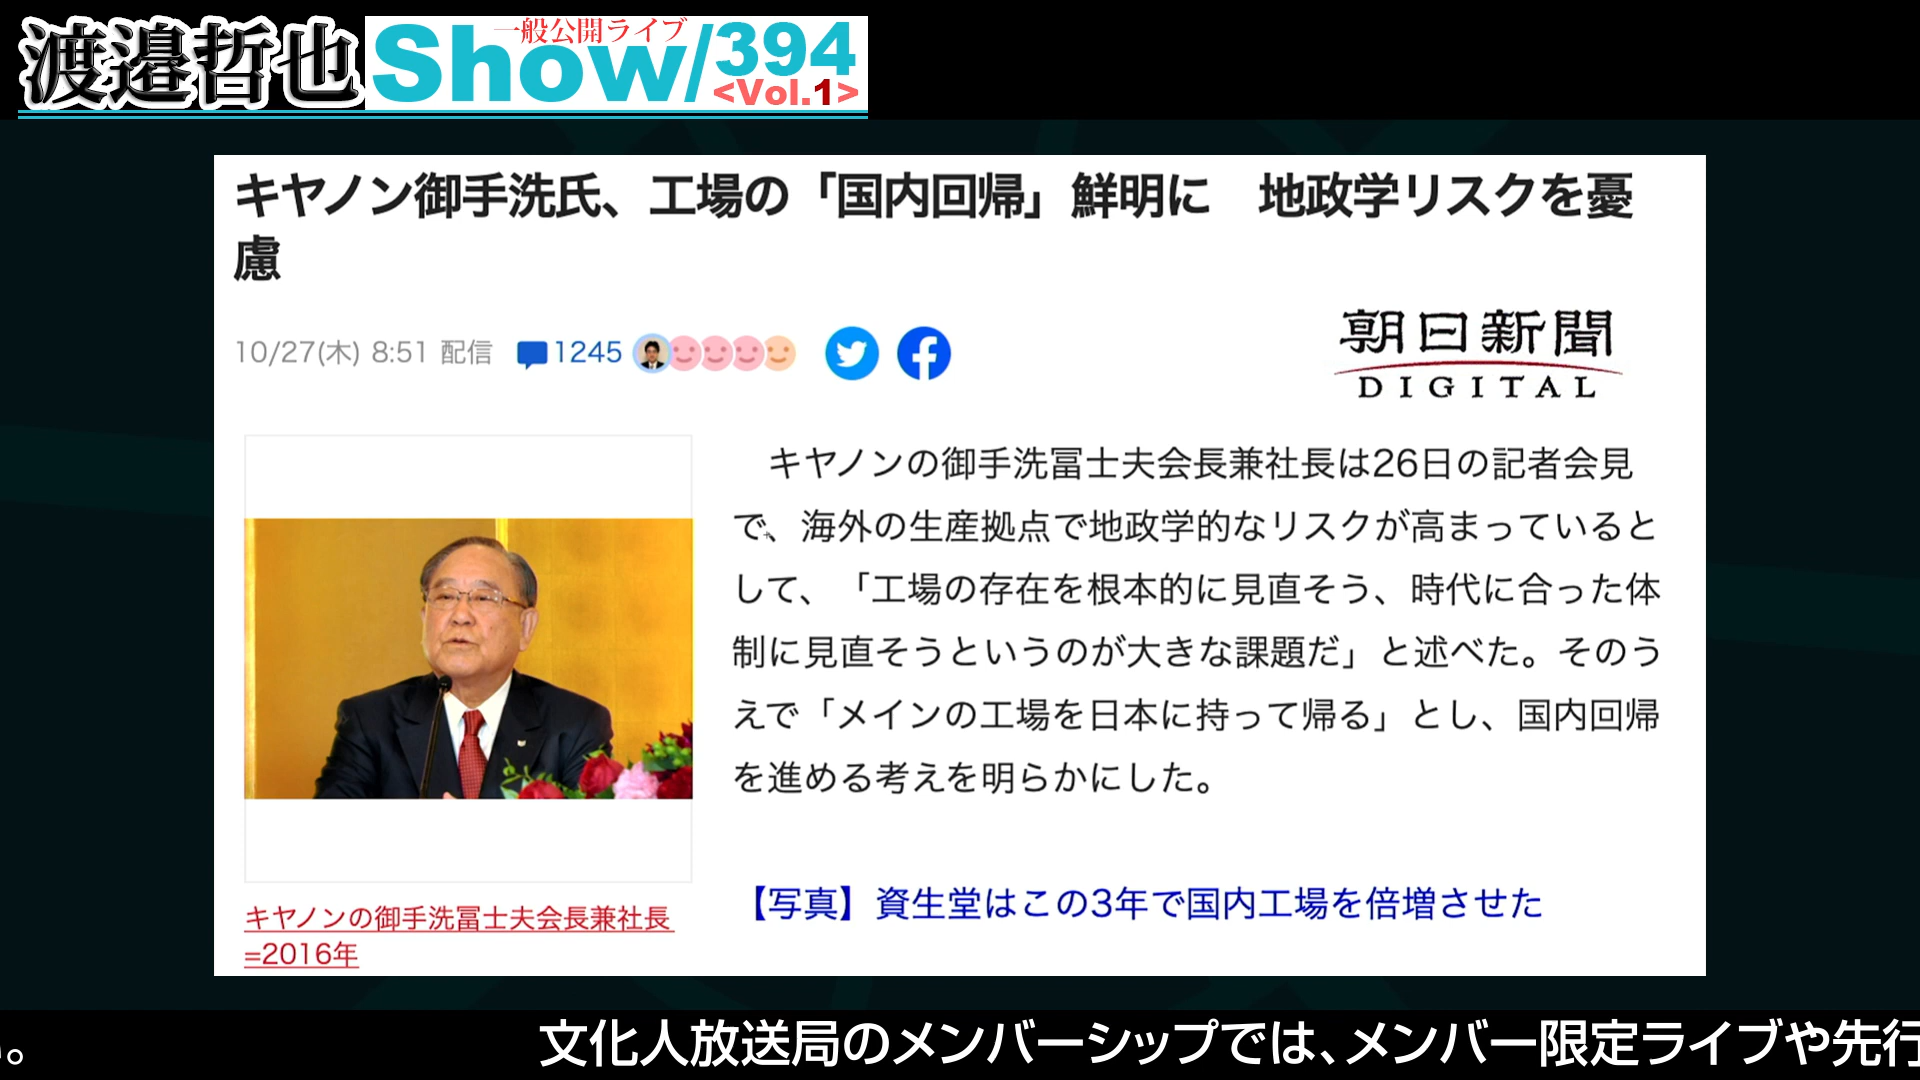 渡邉哲也
一般公開ライブ
Show/394
<Vol.1>
キヤノン御手洗氏、工場の「国内回帰」鮮明に　地政学リスクを憂
慮
10/27(木) 8:51 配信
1245
朝日新聞
DIGITAL
キヤノンの御手洗冨士夫会長兼社長は26日の記者会見
で、海外の生産拠点で地政学的なリスクが高まっていると
して、「工場の存在を根本的に見直そう、時代に合った体
制に見直そうというのが大きな課題だ」と述べた。そのう
えで「メインの工場を日本に持って帰る」とし、国内回帰
を進める考えを明らかにした。
【写真】資生堂はこの3年で国内工場を倍増させた
キヤノンの御手洗冨士夫会長兼社長
=2016年
。
文化人放送局のメンバーシップでは、メンバー限定ライブや先行